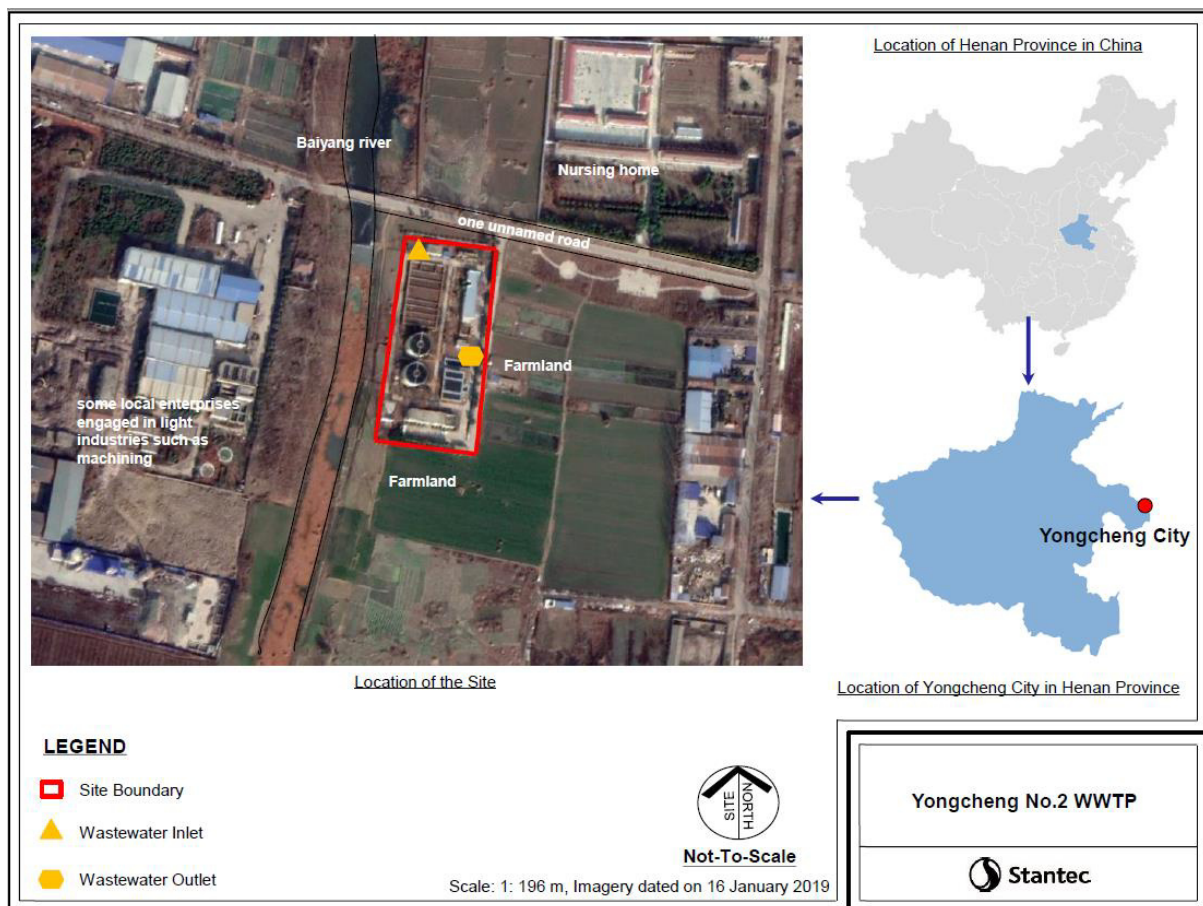 Location of Henan Province in China
Baiyang river
Nursing home
one unnamed road
Farmland
some local enterprises
engaged in light
industries such as
machining
Farmland
Yongcheng City
Location of the Site
Location of Yongcheng City in Henan Province
LEGEND
Site Boundary
Wastewater Inlet
Wastewater Outlet
SITE
NORTH
Not-To-Scale
Scale: 1: 196 m, Imagery dated on 16 January 2019
Yongcheng No.2 WWTP
Stantec